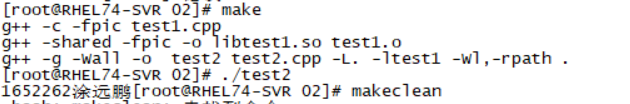 [root@RHEL74-SVR 02]# make
g++ -c -fpic test1.cpp
g++ -shared -fpic -o libtest1.so test1.o
g++ -g -Wall -o  test2 test2.cpp -L. -ltest1 -Wl,-rpath .
[root@RHEL74-SVR 02]# ./test2
1652262涂远鹏[root@RHEL74-SVR 02]# makeclean